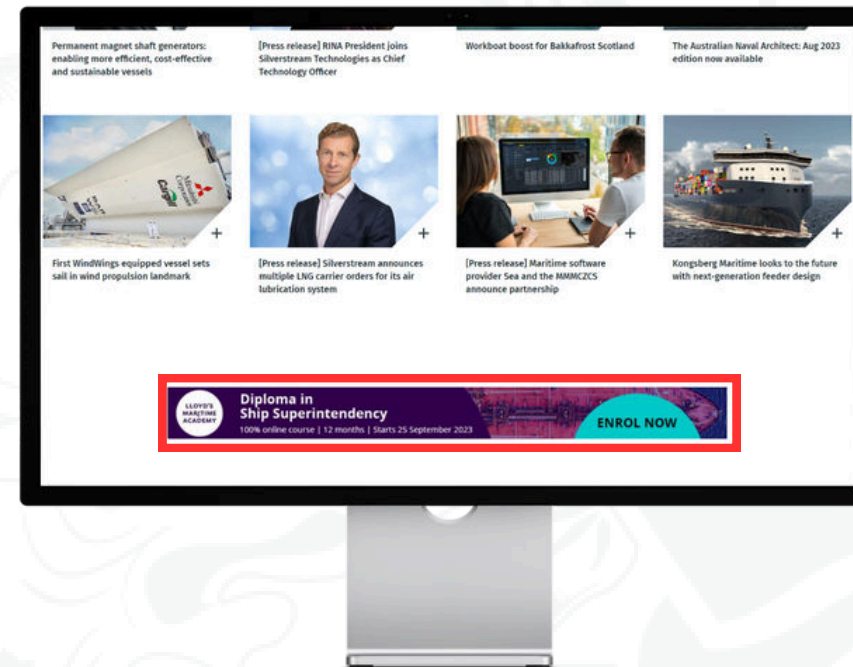 Permanent magnet shaft generators:
enabling more efficient, cost-effective
and sustainable vessels
[Press release] RINA President joins
Silverstream Technologies as Chief
Technology Officer
Workboat boost for Bakkafrost Scotland
The Australian Naval Architect: Aug 2023
edition now available
Cargill
Mitsubishi
Corporation
+
+
+
+
First WindWings equipped vessel sets
sail in wind propulsion landmark
[Press release] Silverstream announces
multiple LNG carrier orders for its air
lubrication system
[Press release] Maritime software
provider Sea and the MMMCZCS
announce partnership
Kongsberg Maritime looks to the future
with next-generation feeder design
LLOYD'S
MARITIME
ACADEMY
Diploma in
Ship Superintendency
100% online course | 12 months | Starts 25 September 2023
ENROL NOW